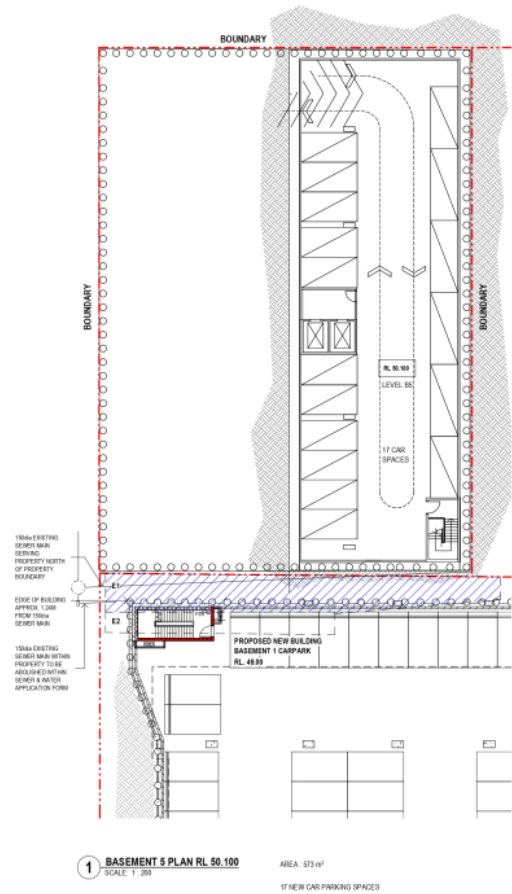 BOUNDARY
BOUNDARY
BOUNDARY
RL 50.100
LEVEL B5
17 CAR
SPACES
150dia EXISTING
SEWER MAIN
SERVING
PROPERTY NORTH
OF PROPERTY
BOUNDARY
E1
EDGE OF BUILDING
APPROX. 1.24M
FROM 150dia
SEWER MAIN
E2
150dia EXISTING
SEWER MAIN WITHIN
PROPERTY TO BE
ABOLISHED WITHIN
SEWER & WATER
APPLICATION FORM
PROPOSED NEW BUILDING
BASEMENT 1 CARPARK
RL. 49.00
1 BASEMENT 5 PLAN RL 50.100
SCALE: 1 : 200
AREA : 573 m²
17 NEW CAR PARKING SPACES